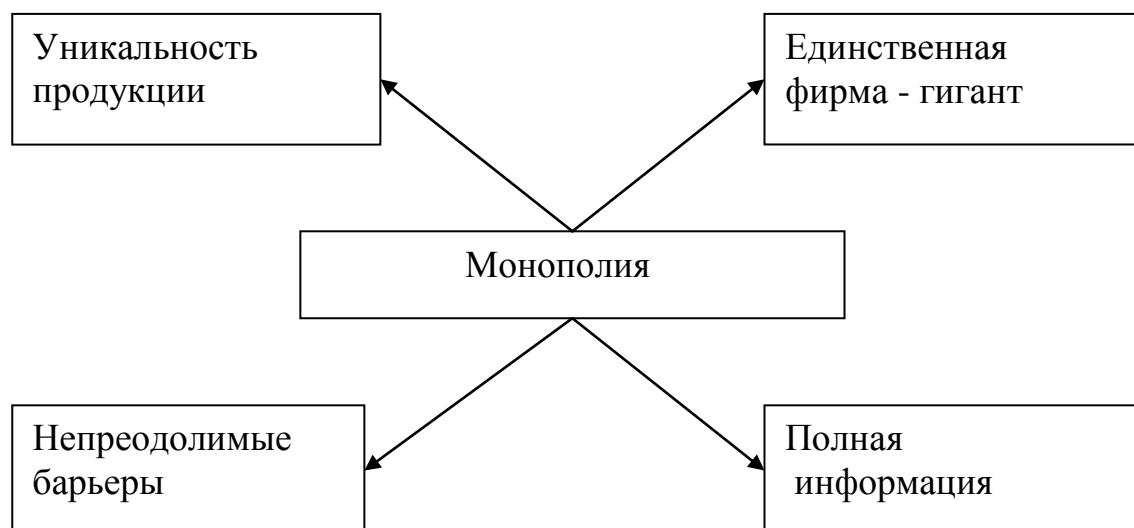 Уникальность
продукции
Единственная
фирма - гигант
Монополия
Непреодолимые
барьеры
Полная
информация